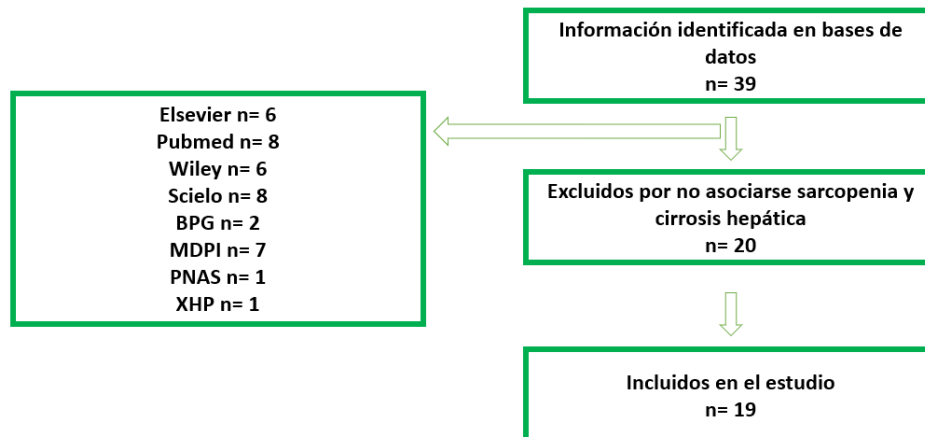 Información identificada en bases de
datos
n= 39
Elsevier n= 6
Pubmed n= 8
Wiley n= 6
Scielo n= 8
BPG n= 2
MDPI n= 7
PNAS n= 1
XHP n= 1
Excluidos por no asociarse sarcopenia y
cirrosis hepática
n= 20
Incluidos en el estudio
n= 19